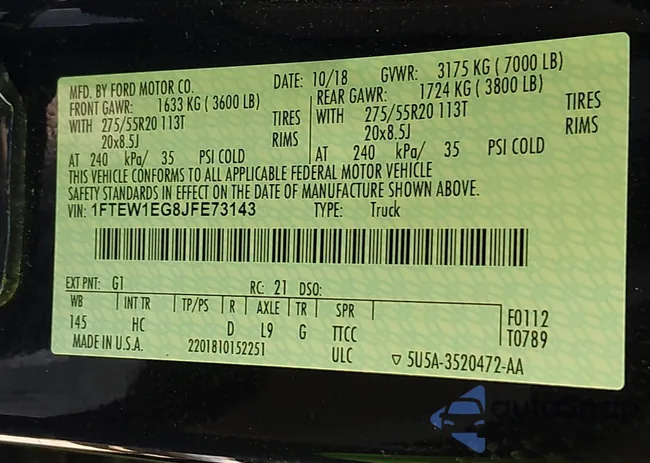 MFD. BY FORD MOTOR CO. DATE: 10/18 GVWR: 3175 KG ( 7000 LB)
FRONT GAWR: 1633 KG ( 3600 LB) REAR GAWR: 1724 KG ( 3800 LB)
WITH 275/55R20 113T TIRES WITH 275/55R20 113T TIRES
20x8.5J RIMS 20x8.5J RIMS
AT 240 kPa/ 35 PSI COLD AT 240 kPa/ 35 PSI COLD
THIS VEHICLE CONFORMS TO ALL APPLICABLE FEDERAL MOTOR VEHICLE
SAFETY STANDARDS IN EFFECT ON THE DATE OF MANUFACTURE SHOWN ABOVE.
VIN: 1FTEW1EG8JFE73143 TYPE: Truck
EXT PNT: G1 RC: 21 DSO:
WB INT TR TP/PS R AXLE TR SPR F0112
145 HC D L9 G TTCC T0789
MADE IN U.S.A. 2201810152251 ULC ▽ 5U5A-3520472-AA
autoSnap